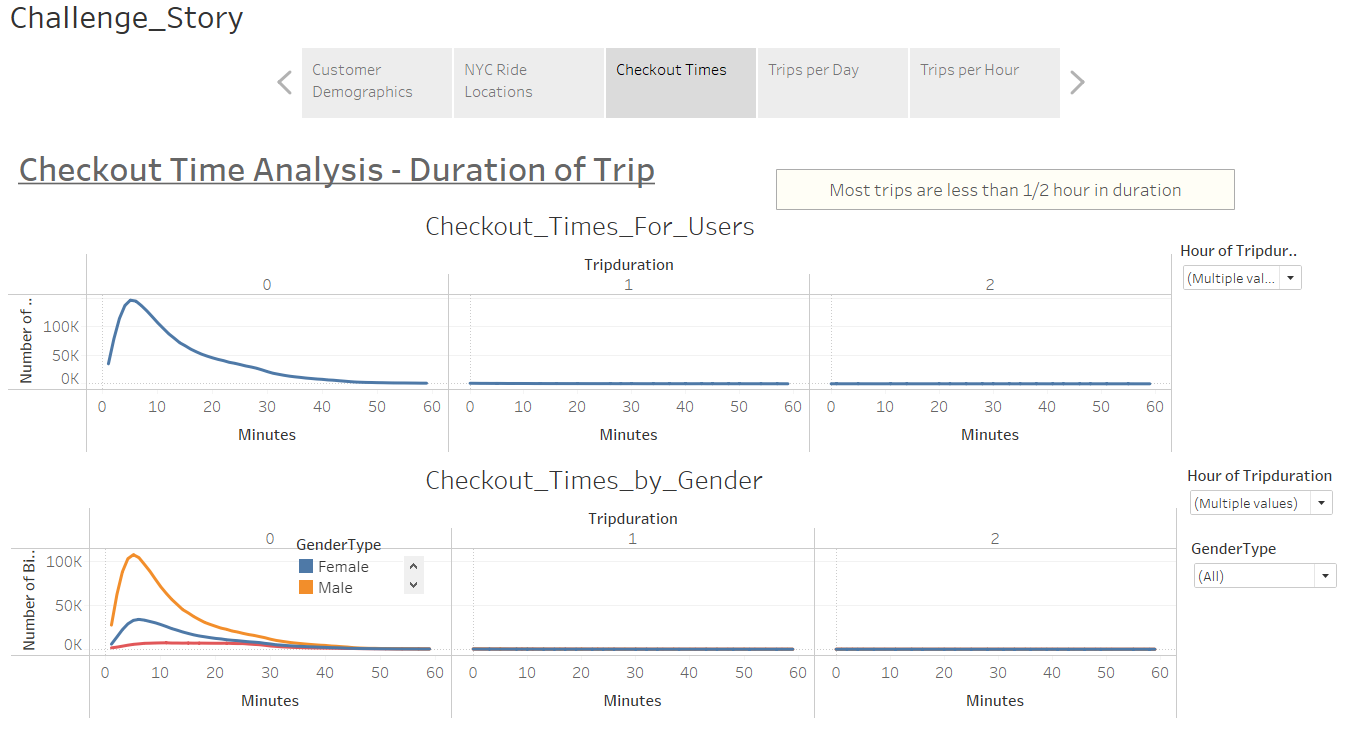 Challenge_Story
Customer
Demographics
NYC Ride
Locations
Checkout Times
Trips per Day
Trips per Hour
Checkout Time Analysis - Duration of Trip
Most trips are less than 1/2 hour in duration
Checkout_Times_For_Users
Hour of Tripdur..
(Multiple val...
Tripduration
0 1 2
Number of ..
100K
50K
0K
0 10 20 30 40 50 60 0 10 20 30 40 50 60 0 10 20 30 40 50 60
Minutes Minutes Minutes
Checkout_Times_by_Gender
Hour of Tripduration
(Multiple values)
GenderType
(All)
Tripduration
0 1 2
GenderType
Female
Male
Number of Bi..
100K
50K
0K
0 10 20 30 40 50 60 0 10 20 30 40 50 60 0 10 20 30 40 50 60
Minutes Minutes Minutes